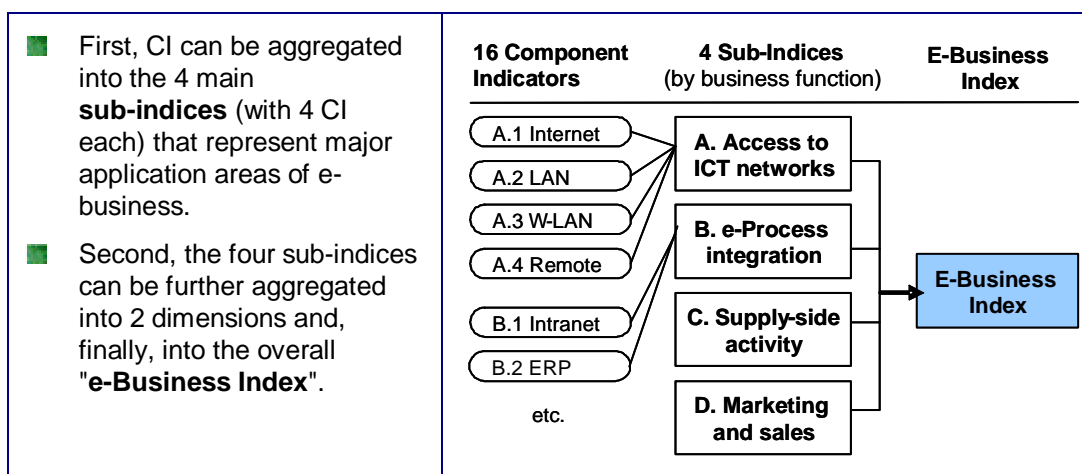 First, CI can be aggregated
into the 4 main
sub-indices (with 4 CI
each) that represent major
application areas of e-
business.
Second, the four sub-indices
can be further aggregated
into 2 dimensions and,
finally, into the overall
"e-Business Index".
16 Component
Indicators
4 Sub-Indices
(by business function)
E-Business
Index
A.1 Internet
A.2 LAN
A.3 W-LAN
A.4 Remote
B.1 Intranet
B.2 ERP
etc.
A. Access to
ICT networks
B. e-Process
integration
C. Supply-side
activity
D. Marketing
and sales
E-Business
Index